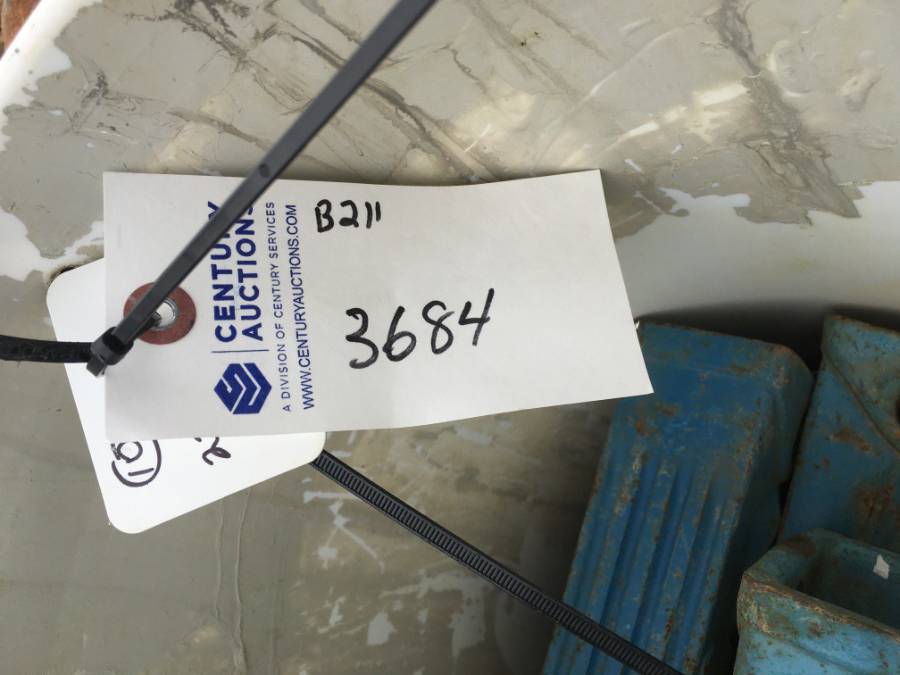 B211
3684
CENTURY
AUCTIONS
A DIVISION OF CENTURY SERVICES
WWW.CENTURYAUCTIONS.COM